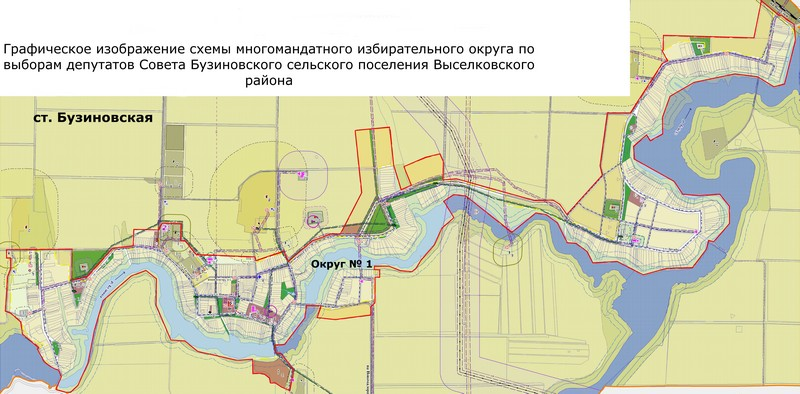 Графическое изображение схемы многомандатного избирательного округа по
выборам депутатов Совета Бузиновского сельского поселения Выселковского
района
ст. Бузиновская
Округ № 1